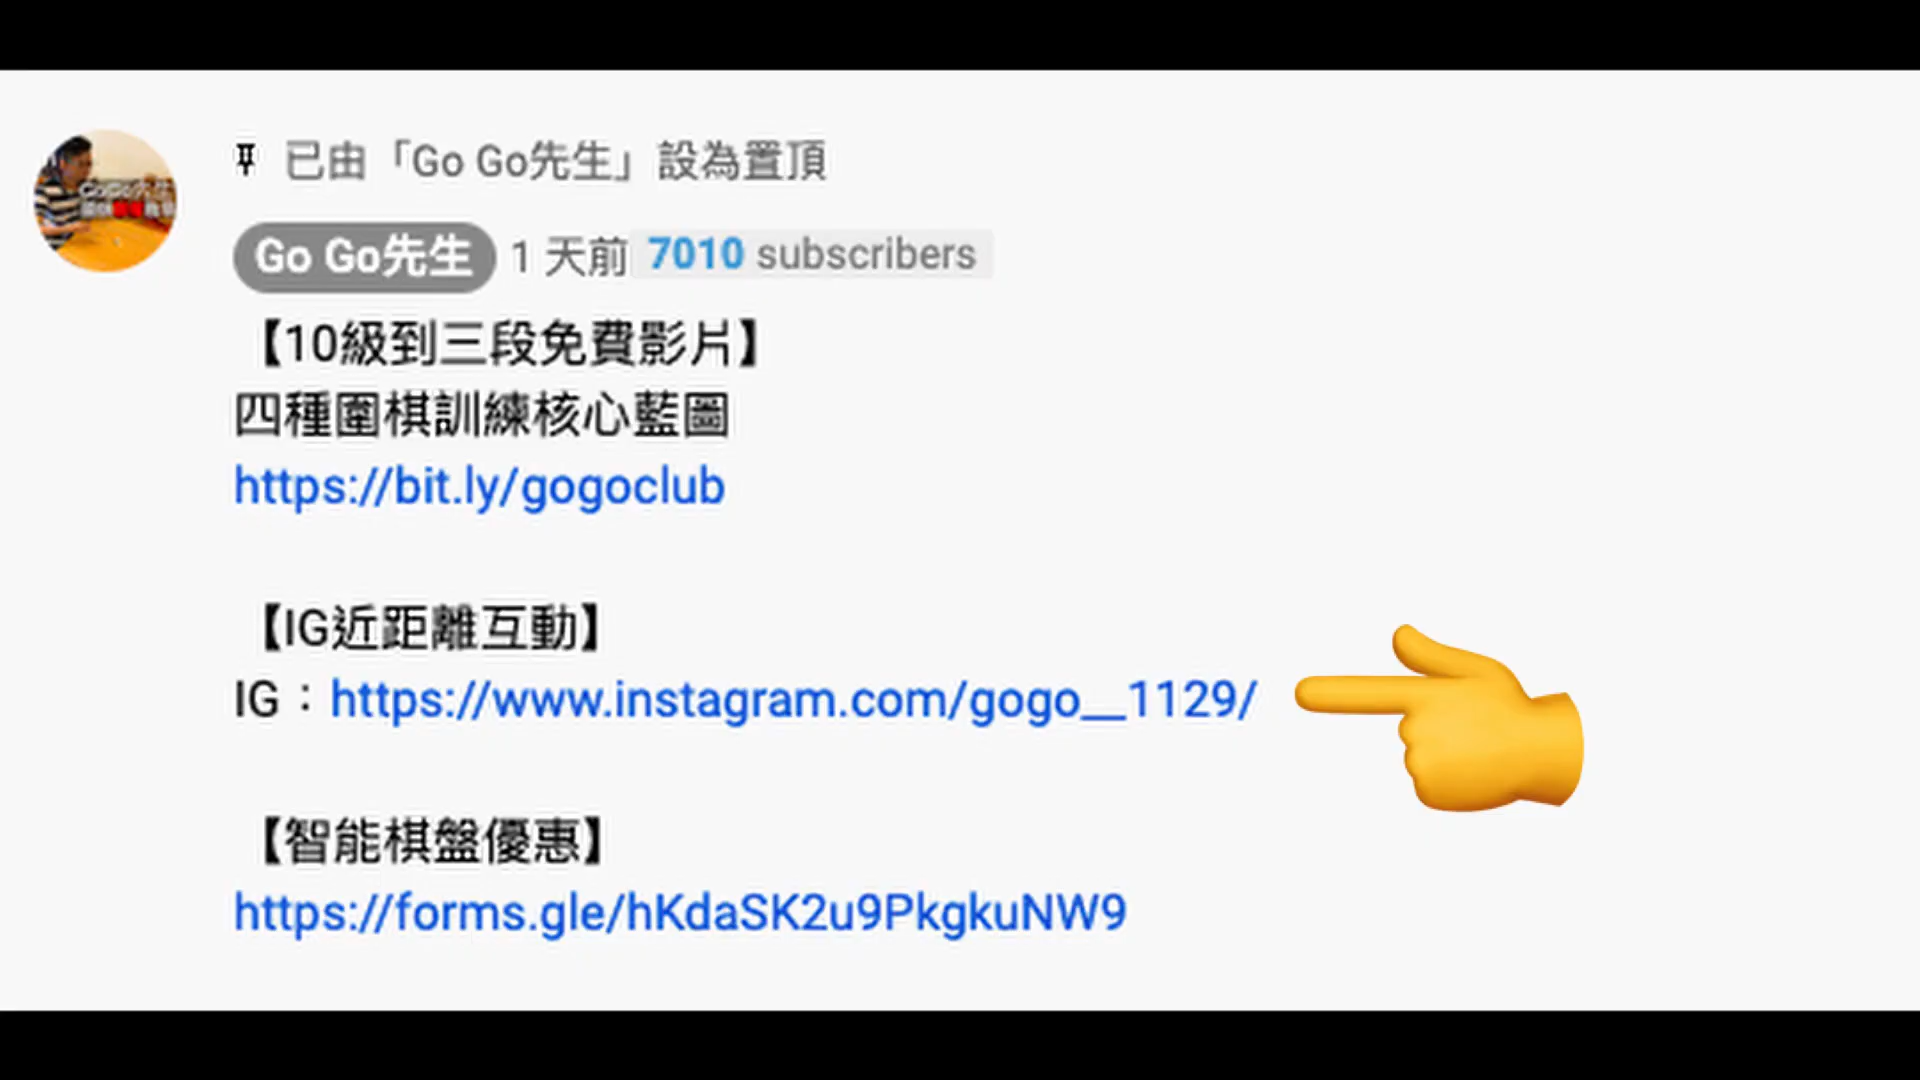 已由「Go Go先生」設為置頂
Go Go先生 1 天前 7010 subscribers
【10級到三段免費影片】
四種圍棋訓練核心藍圖
https://bit.ly/gogoclub
【IG近距離互動】
IG：https://www.instagram.com/gogo__1129/
【智能棋盤優惠】
https://forms.gle/hKdaSK2u9PkgkuNW9